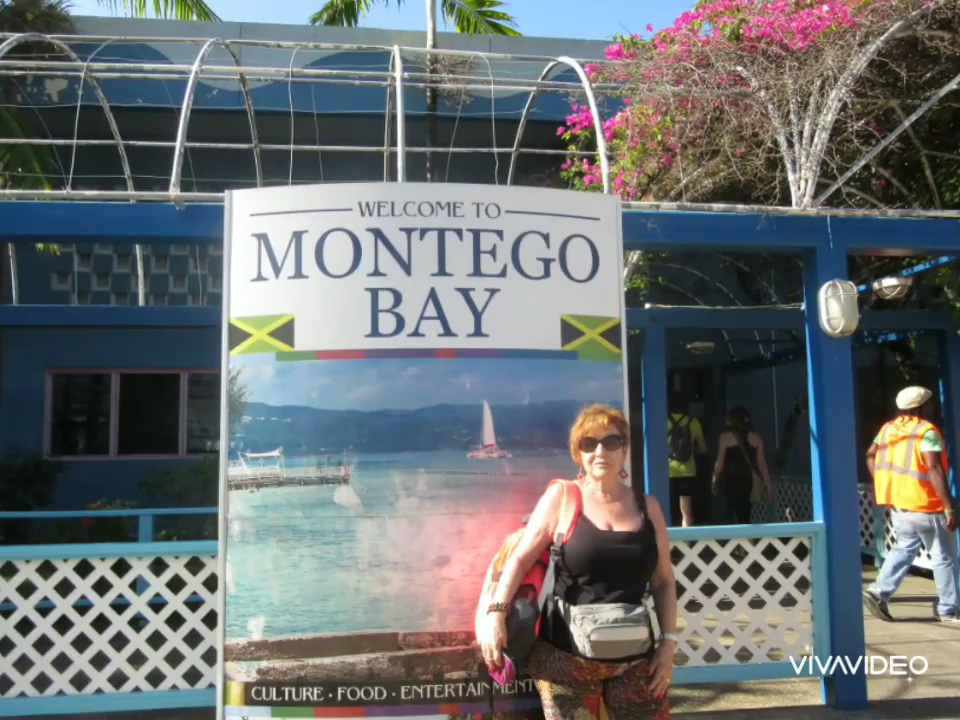 WELCOME TO
MONTEGO
BAY
CULTURE · FOOD · ENTERTAINMENT
VIVAVIDEO